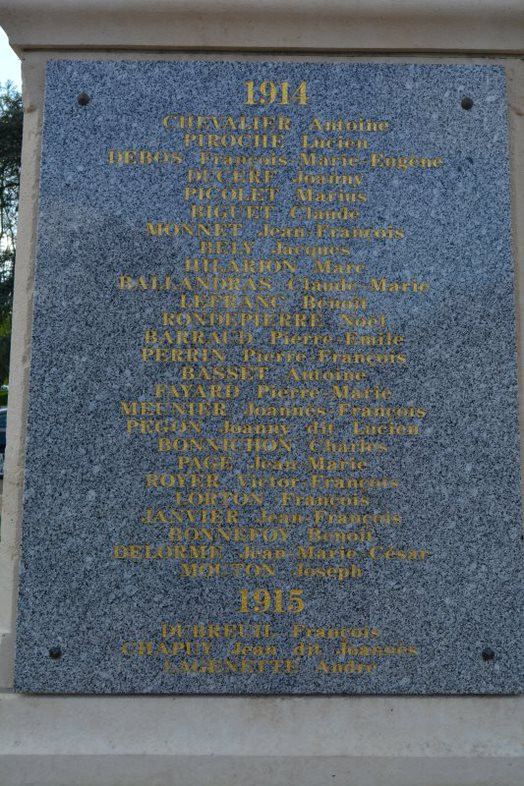 1914
CHEVALIER Antoine
PIROCHE Lucien
DEBOS François-Marie-Eugène
DUCERF Joanny
PICOLET Marius
BIGUET Claude
MONNET Jean-François
BELY Jacques
HILARION Marc
BALLANDRAS Claude-Marie
LEFRANC Benoit
RONDEPIERRE Noël
BARRAUD Pierre-Emile
PERRIN Pierre-François
BASSET Antoine
FAYARD Pierre-Marie
MEUNIER Joannes-François
PEGON Joanny dit Lucien
BONNICHON Charles
PAGE Jean-Marie
ROYER Victor-François
LORTON François
JANVIER Jean-François
BONNEFOY Benoit
DELORME Jean-Marie-César
MOUTON Joseph
1915
DUBREUIL François
CHAPUY Jean dit Joannès
LAGENETTE André